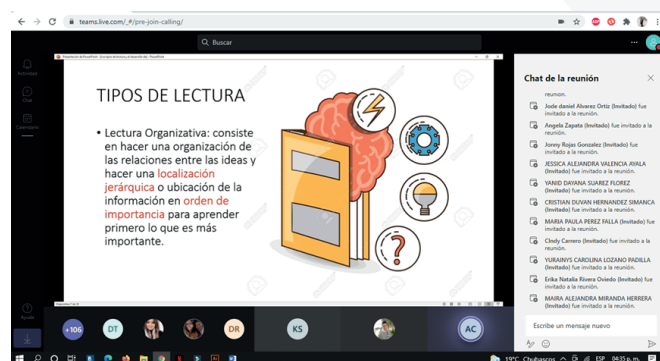 teams.live.com/_#/pre-join-calling/
Buscar
Actividad
Chat
Calendario
Ayuda
TIPOS DE LECTURA
• Lectura Organizativa: consiste
en hacer una organización de
las relaciones entre las ideas y
hacer una localización
jerárquica o ubicación de la
información en orden de
importancia para aprender
primero lo que es más
importante.
?
+106
DT
DR
KS
AC
Chat de la reunión
reunión.
Jode daniel Alvarez Ortiz (Invitado) fue
invitado a la reunión.
Angela Zapata (Invitado) fue invitado a la
reunión.
Jonny Rojas Gonzalez (Invitado) fue
invitado a la reunión.
JESSICA ALEJANDRA VALENCIA AYALA
(Invitado) fue invitado a la reunión.
YANID DAYANA SUAREZ FLOREZ
(Invitado) fue invitado a la reunión.
CRISTIAN DUVAN HERNANDEZ SIMANCA
(Invitado) fue invitado a la reunión.
MARIA PAULA PEREZ FALLA (Invitado) fue
invitado a la reunión.
Cindy Carrero (Invitado) fue invitado a la
reunión.
YURAINYS CAROLINA LOZANO PADILLA
(Invitado) fue invitado a la reunión.
Erika Natalia Rivera Oviedo (Invitado) fue
invitado a la reunión.
MAIRA ALEJANDRA MIRANDA HERRERA
(Invitado) fue invitado a la reunión.
Escribe un mensaje nuevo
19°C Chubascos
ESP
04:35 p. m.